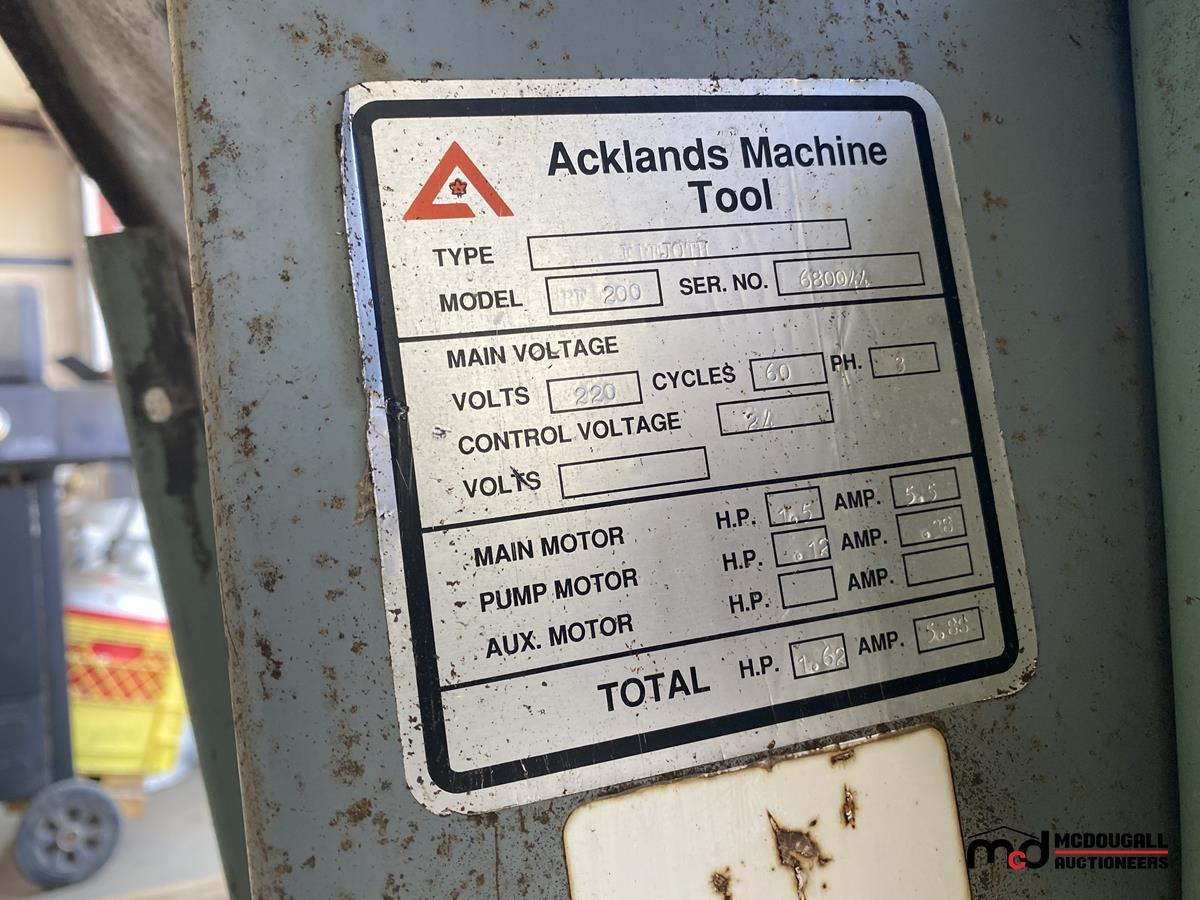 Acklands Machine
Tool
TYPE
MODEL 200 SER. NO. 680044
MAIN VOLTAGE
VOLTS 220 CYCLES 60 PH. 3
CONTROL VOLTAGE 24
VOLTS
MAIN MOTOR H.P. 1.5 AMP. 5.5
PUMP MOTOR H.P. .12 AMP. .38
AUX. MOTOR H.P. AMP.
TOTAL H.P. 1.62 AMP. 5.88
mcd MCDOUGALL
AUCTIONEERS